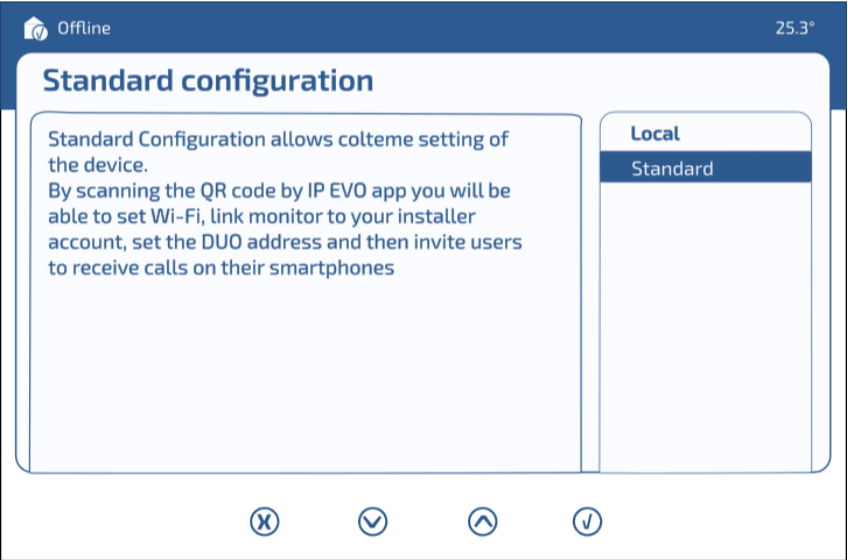 Offline
25.3°
Standard configuration
Standard Configuration allows colteme setting of
the device.
By scanning the QR code by IP EVO app you will be
able to set Wi-Fi, link monitor to your installer
account, set the DUO address and then invite users
to receive calls on their smartphones
Local
Standard